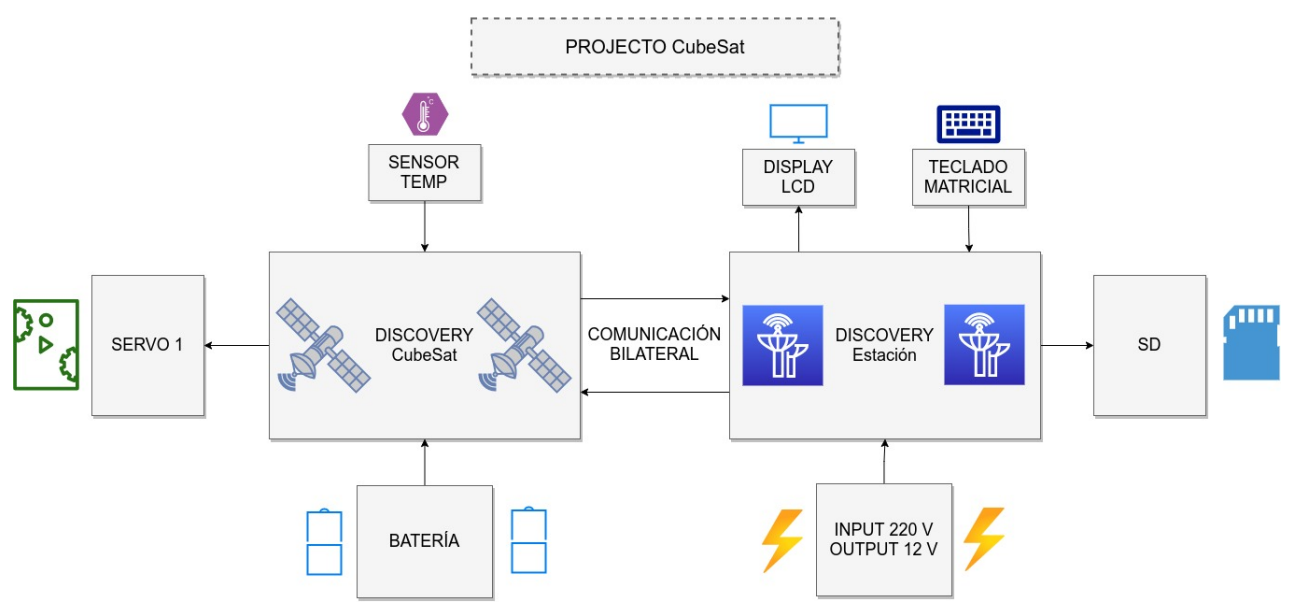 PROJECTO CubeSat
SENSOR
TEMP
DISPLAY
LCD
TECLADO
MATRICIAL
SERVO 1
DISCOVERY
CubeSat
COMUNICACIÓN
BILATERAL
DISCOVERY
Estación
SD
BATERÍA
INPUT 220 V
OUTPUT 12 V
°C